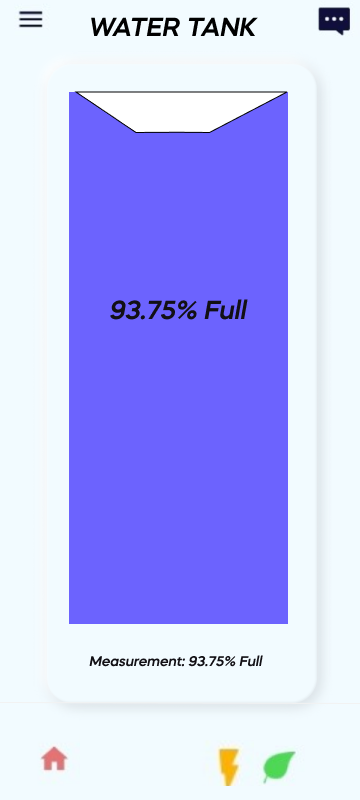 WATER TANK
93.75% Full
Measurement: 93.75% Full